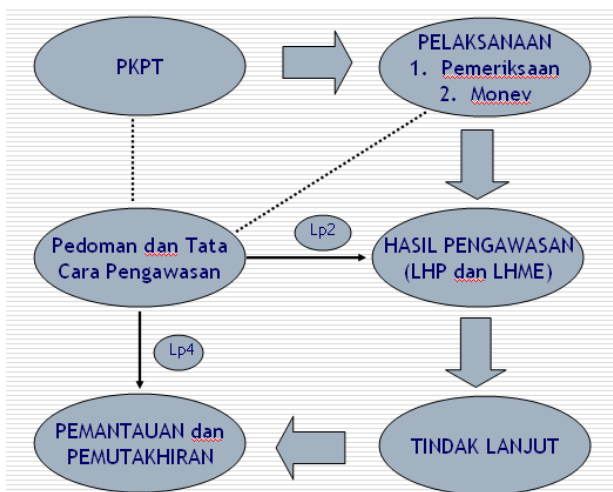 PKPT
PELAKSANAAN
1. Pemeriksaan
2. Monev
Pedoman dan Tata
Cara Pengawasan
Lp2
HASIL PENGAWASAN
(LHP dan LHME)
Lp4
PEMANTAUAN dan
PEMUTAKHIRAN
TINDAK LANJUT